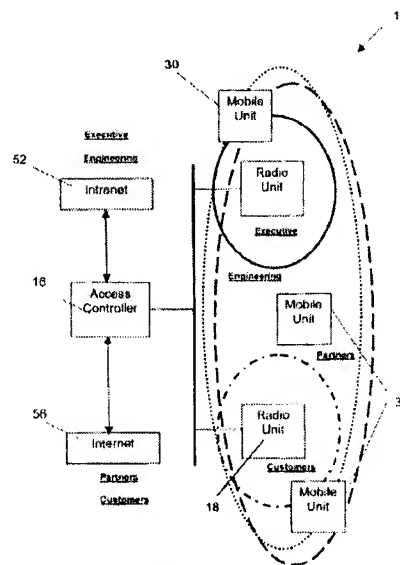 1
30
Mobile
Unit
Executive
Engineering
52
Intranet
Radio
Unit
Executive
Engineering
16
Access
Controller
Mobile
Unit
Partners
3
56
Internet
Radio
Unit
Customers
18
Partners
Customers
Mobile
Unit